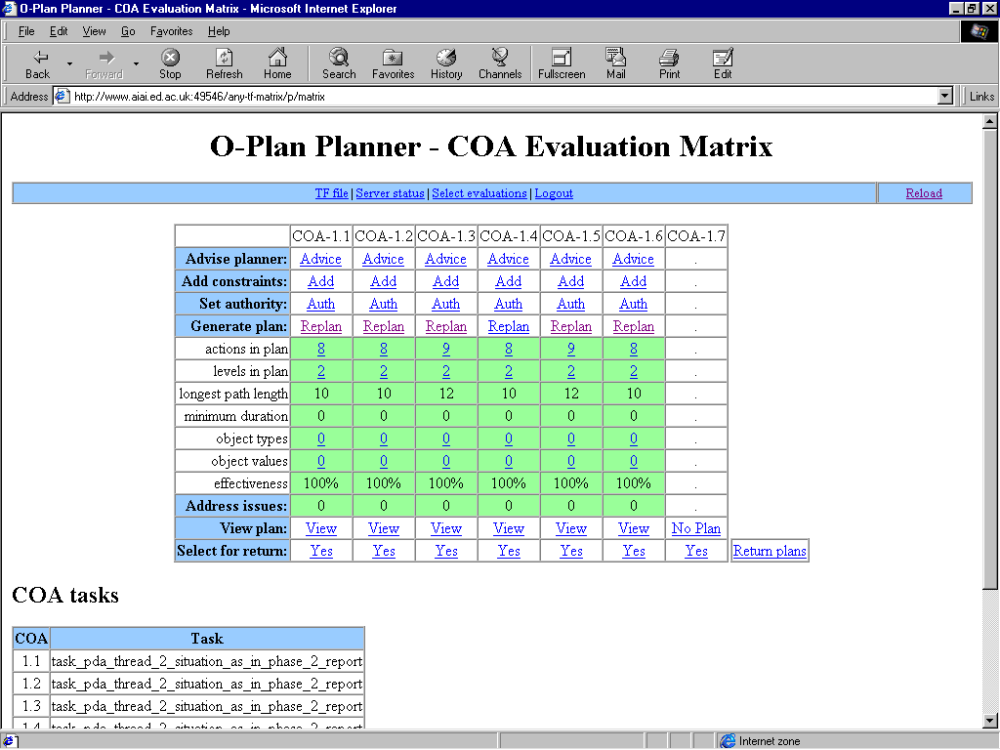 O-Plan Planner - COA Evaluation Matrix - Microsoft Internet Explorer
File Edit View Go Favorites Help
Back Forward Stop Refresh Home Search Favorites History Channels Fullscreen Mail Print Edit
Address http://www.aiai.ed.ac.uk:49546/any-tf-matrix/p/matrix Links
O-Plan Planner - COA Evaluation Matrix
TF file | Server status | Select evaluations | Logout Reload
COA-1.1 COA-1.2 COA-1.3 COA-1.4 COA-1.5 COA-1.6 COA-1.7
Advise planner: Advice Advice Advice Advice Advice Advice .
Add constraints: Add Add Add Add Add Add .
Set authority: Auth Auth Auth Auth Auth Auth .
Generate plan: Replan Replan Replan Replan Replan Replan .
actions in plan 8 8 9 8 9 8 .
levels in plan 2 2 2 2 2 2 .
longest path length 10 10 12 10 12 10 .
minimum duration 0 0 0 0 0 0 .
object types 0 0 0 0 0 0 .
object values 0 0 0 0 0 0 .
effectiveness 100% 100% 100% 100% 100% 100% .
Address issues: 0 0 0 0 0 0 .
View plan: View View View View View View No Plan
Select for return: Yes Yes Yes Yes Yes Yes Yes Return plans
COA tasks
COA Task
1.1 task_pda_thread_2_situation_as_in_phase_2_report
1.2 task_pda_thread_2_situation_as_in_phase_2_report
1.3 task_pda_thread_2_situation_as_in_phase_2_report
1.4 task_pda_thread_2_situation_as_in_phase_2_report
Internet zone